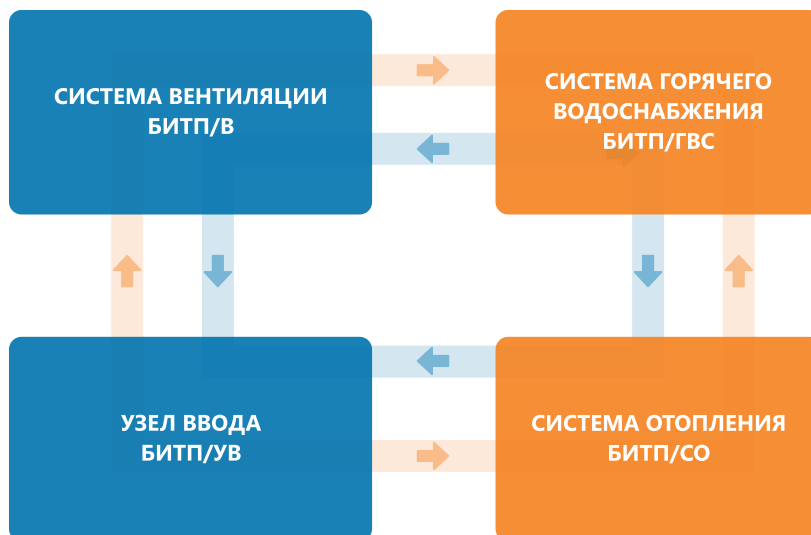 СИСТЕМА ВЕНТИЛЯЦИИ
БИТП/В
СИСТЕМА ГОРЯЧЕГО
ВОДОСНАБЖЕНИЯ
БИТП/ГВС
УЗЕЛ ВВОДА
БИТП/УВ
СИСТЕМА ОТОПЛЕНИЯ
БИТП/СО